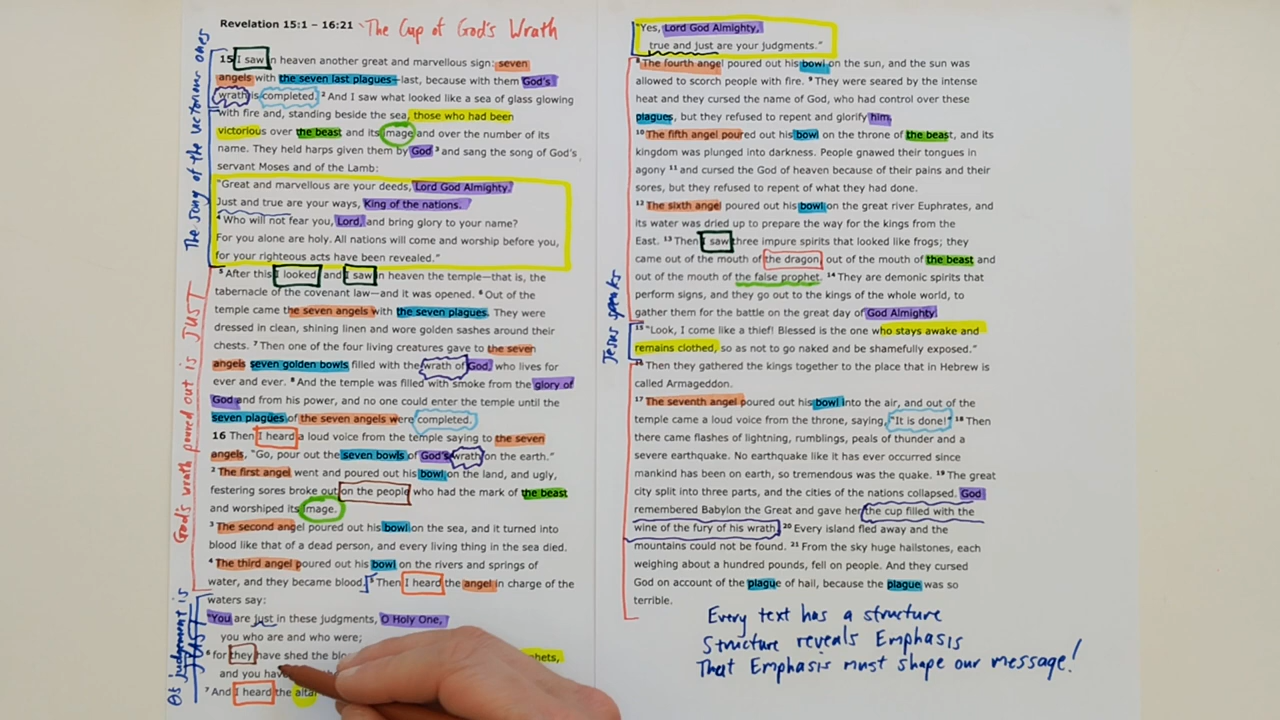 Revelation 15:1 – 16:21 The Cup of God's Wrath
The song of the victorious ones
15 I saw in heaven another great and marvellous sign: seven
angels with the seven last plagues—last, because with them God's
wrath is completed. 2 And I saw what looked like a sea of glass glowing
with fire and, standing beside the sea, those who had been
victorious over the beast and its image and over the number of its
name. They held harps given them by God 3 and sang the song of God's
servant Moses and of the Lamb:
"Great and marvellous are your deeds, Lord God Almighty.
Just and true are your ways, King of the nations.
4 Who will not fear you, Lord, and bring glory to your name?
For you alone are holy. All nations will come and worship before you,
for your righteous acts have been revealed."
God's wrath poured out is JUST
5 After this I looked and I saw in heaven the temple—that is, the
tabernacle of the covenant law—and it was opened. 6 Out of the
temple came the seven angels with the seven plagues. They were
dressed in clean, shining linen and wore golden sashes around their
chests. 7 Then one of the four living creatures gave to the seven
angels seven golden bowls filled with the wrath of God, who lives for
ever and ever. 8 And the temple was filled with smoke from the glory of
God and from his power, and no one could enter the temple until the
seven plagues of the seven angels were completed.
16 Then I heard a loud voice from the temple saying to the seven
angels, "Go, pour out the seven bowls of God's wrath on the earth."
2 The first angel went and poured out his bowl on the land, and ugly,
festering sores broke out on the people who had the mark of the beast
and worshiped its image.
3 The second angel poured out his bowl on the sea, and it turned into
blood like that of a dead person, and every living thing in the sea died.
4 The third angel poured out his bowl on the rivers and springs of
water, and they became blood. 5 Then I heard the angel in charge of the
waters say:
judgement is
JUST
"You are just in these judgments, O Holy One,
you who are and who were;
6 for they have shed the
and you have
7 And I heard the
"Yes, Lord God Almighty,
true and just are your judgments."
8 The fourth angel poured out his bowl on the sun, and the sun was
allowed to scorch people with fire. 9 They were seared by the intense
heat and they cursed the name of God, who had control over these
plagues, but they refused to repent and glorify him.
10 The fifth angel poured out his bowl on the throne of the beast, and its
kingdom was plunged into darkness. People gnawed their tongues in
agony 11 and cursed the God of heaven because of their pains and their
sores, but they refused to repent of what they had done.
12 The sixth angel poured out his bowl on the great river Euphrates, and
its water was dried up to prepare the way for the kings from the
East. 13 Then I saw three impure spirits that looked like frogs; they
came out of the mouth of the dragon, out of the mouth of the beast and
out of the mouth of the false prophet. 14 They are demonic spirits that
perform signs, and they go out to the kings of the whole world, to
gather them for the battle on the great day of God Almighty.
Jesus speaks
15 "Look, I come like a thief! Blessed is the one who stays awake and
remains clothed, so as not to go naked and be shamefully exposed."
16 Then they gathered the kings together to the place that in Hebrew is
called Armageddon.
17 The seventh angel poured out his bowl into the air, and out of the
temple came a loud voice from the throne, saying, "It is done!" 18 Then
there came flashes of lightning, rumblings, peals of thunder and a
severe earthquake. No earthquake like it has ever occurred since
mankind has been on earth, so tremendous was the quake. 19 The great
city split into three parts, and the cities of the nations collapsed. God
remembered Babylon the Great and gave her the cup filled with the
wine of the fury of his wrath. 20 Every island fled away and the
mountains could not be found. 21 From the sky huge hailstones, each
weighing about a hundred pounds, fell on people. And they cursed
God on account of the plague of hail, because the plague was so
terrible.
Every text has a structure
Structure reveals Emphasis
That Emphasis must shape our message!